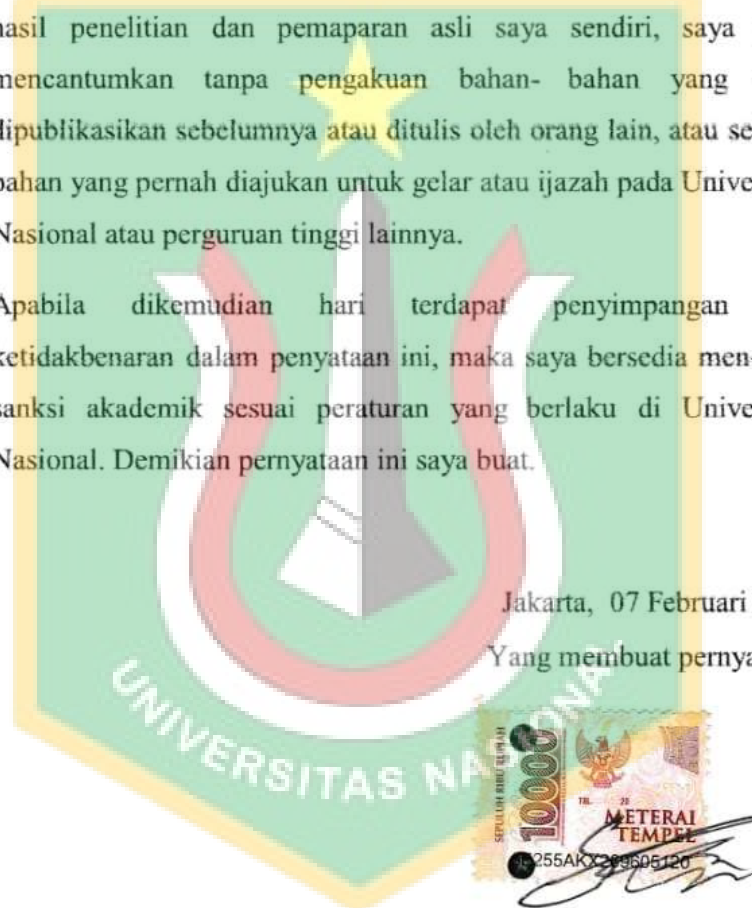 hasil penelitian dan pemaparan asli saya sendiri, saya
mencantumkan tanpa pengakuan bahan- bahan yang
dipublikasikan sebelumnya atau ditulis oleh orang lain, atau se
bahan yang pernah diajukan untuk gelar atau ijazah pada Unive
Nasional atau perguruan tinggi lainnya.
Apabila dikemudian hari terdapat penyimpangan
ketidakbenaran dalam penyataan ini, maka saya bersedia men
sanksi akademik sesuai peraturan yang berlaku di Unive
Nasional. Demikian pernyataan ini saya buat.
Jakarta, 07 Februari
Yang membuat pernya
UNIVERSITAS NASIONAL
SEPULUH RIBU RUPIAH
10000
TGL. 20
METERAI
TEMPEL
255AKX269605120